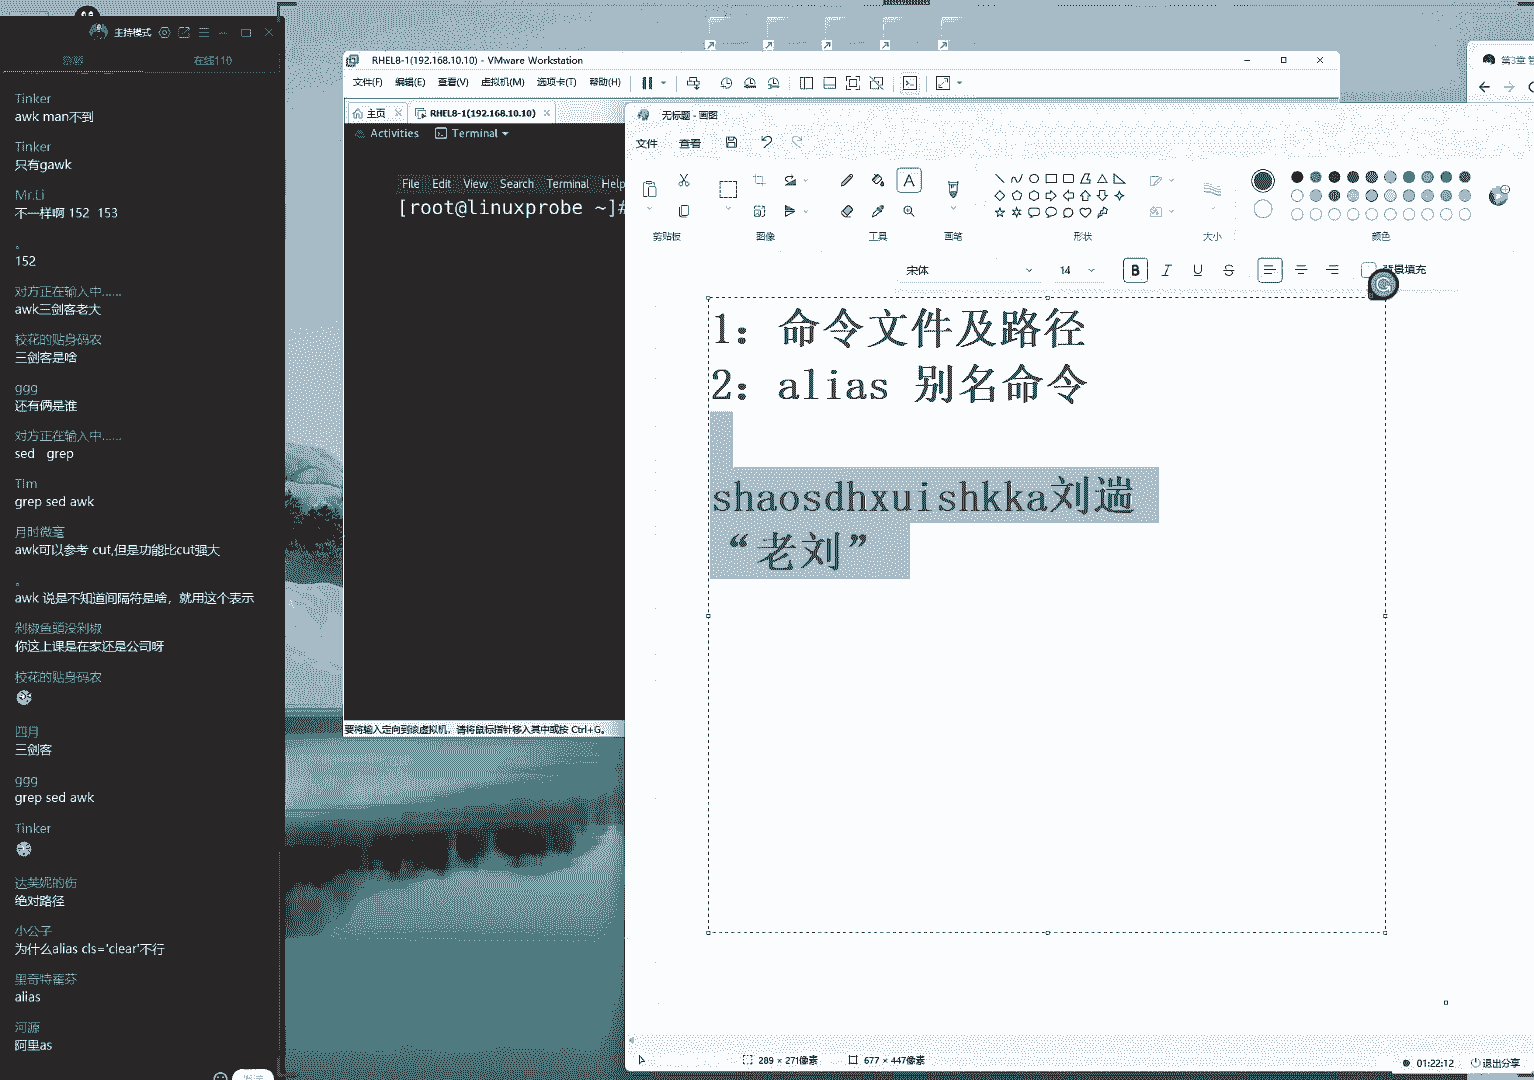 主持模式
在线110
Tinker
awk man不到
Tinker
只有gawk
Mr.Li
不一样啊 152 153
。
152
对方正在输入中......
awk三剑客老大
校花的贴身码农
三剑客是啥
ggg
还有俩是谁
对方正在输入中......
sed grep
TIm
grep sed awk
月时微毫
awk可以参考 cut,但是功能比cut强大
。
awk 说是不知道间隔符是啥，就用这个表示
剁椒鱼頭没剁椒
你这上课是在家还是公司呀
校花的贴身码农
四月
三剑客
ggg
grep sed awk
Tinker
达芙妮的伤
绝对路径
小公子
为什么alias cls='clear'不行
里奇特霍芬
alias
河源
阿里as
RHEL8-1(192.168.10.10) - VMware Workstation
文件(F) 编辑(E) 查看(V) 虚拟机(M) 选项卡(T) 帮助(H)
主页 RHEL8-1(192.168.10.10)
Activities Terminal
File Edit View Search Terminal Help
[root@linuxprobe ~]#
要将输入定向到该虚拟机，请将鼠标指针移入其中或按 Ctrl+G。
无标题 - 画图
文件 查看
剪贴板 图像 工具 画笔 形状 大小 颜色
宋体 14 B I U S 背景填充
1：命令文件及路径
2：alias 别名命令
shaosdhxuishkka刘遄
“老刘”
289 × 271像素 677 × 447像素
01:22:12 退出分享
第3章